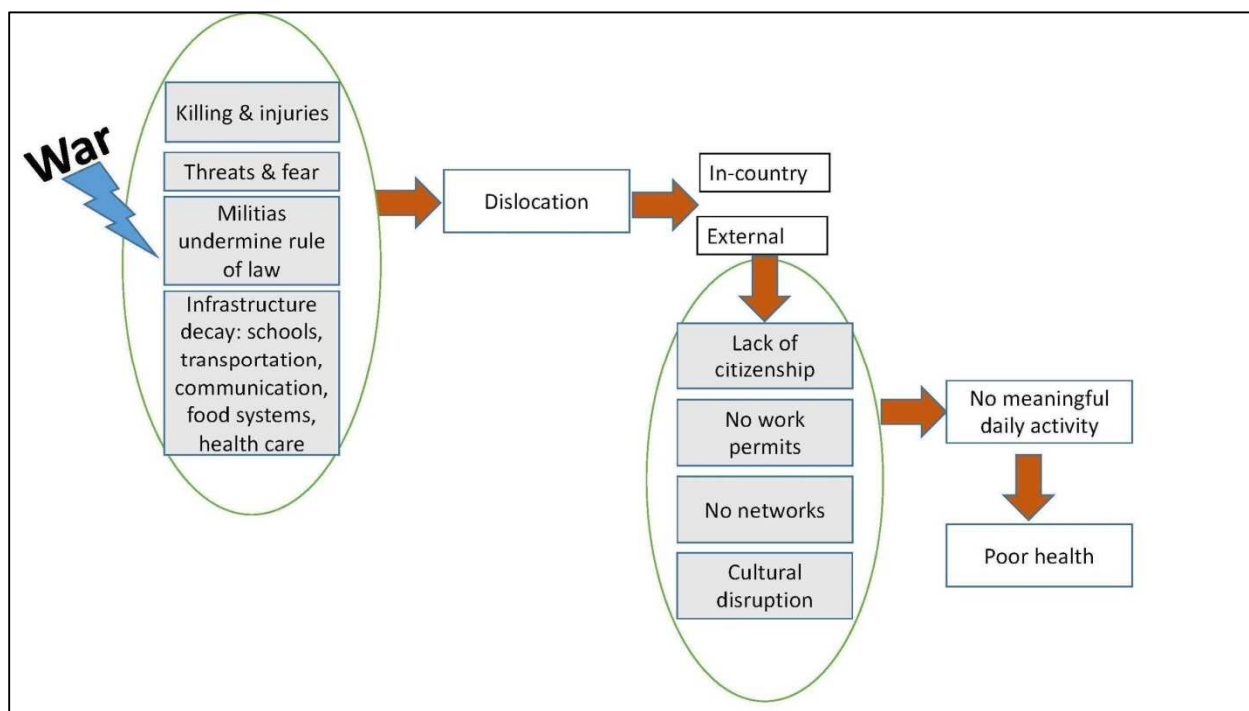 War
Killing & injuries
Threats & fear
Militias
undermine rule
of law
Infrastructure
decay: schools,
transportation,
communication,
food systems,
health care
Dislocation
In-country
External
Lack of
citizenship
No work
permits
No networks
Cultural
disruption
No meaningful
daily activity
Poor health